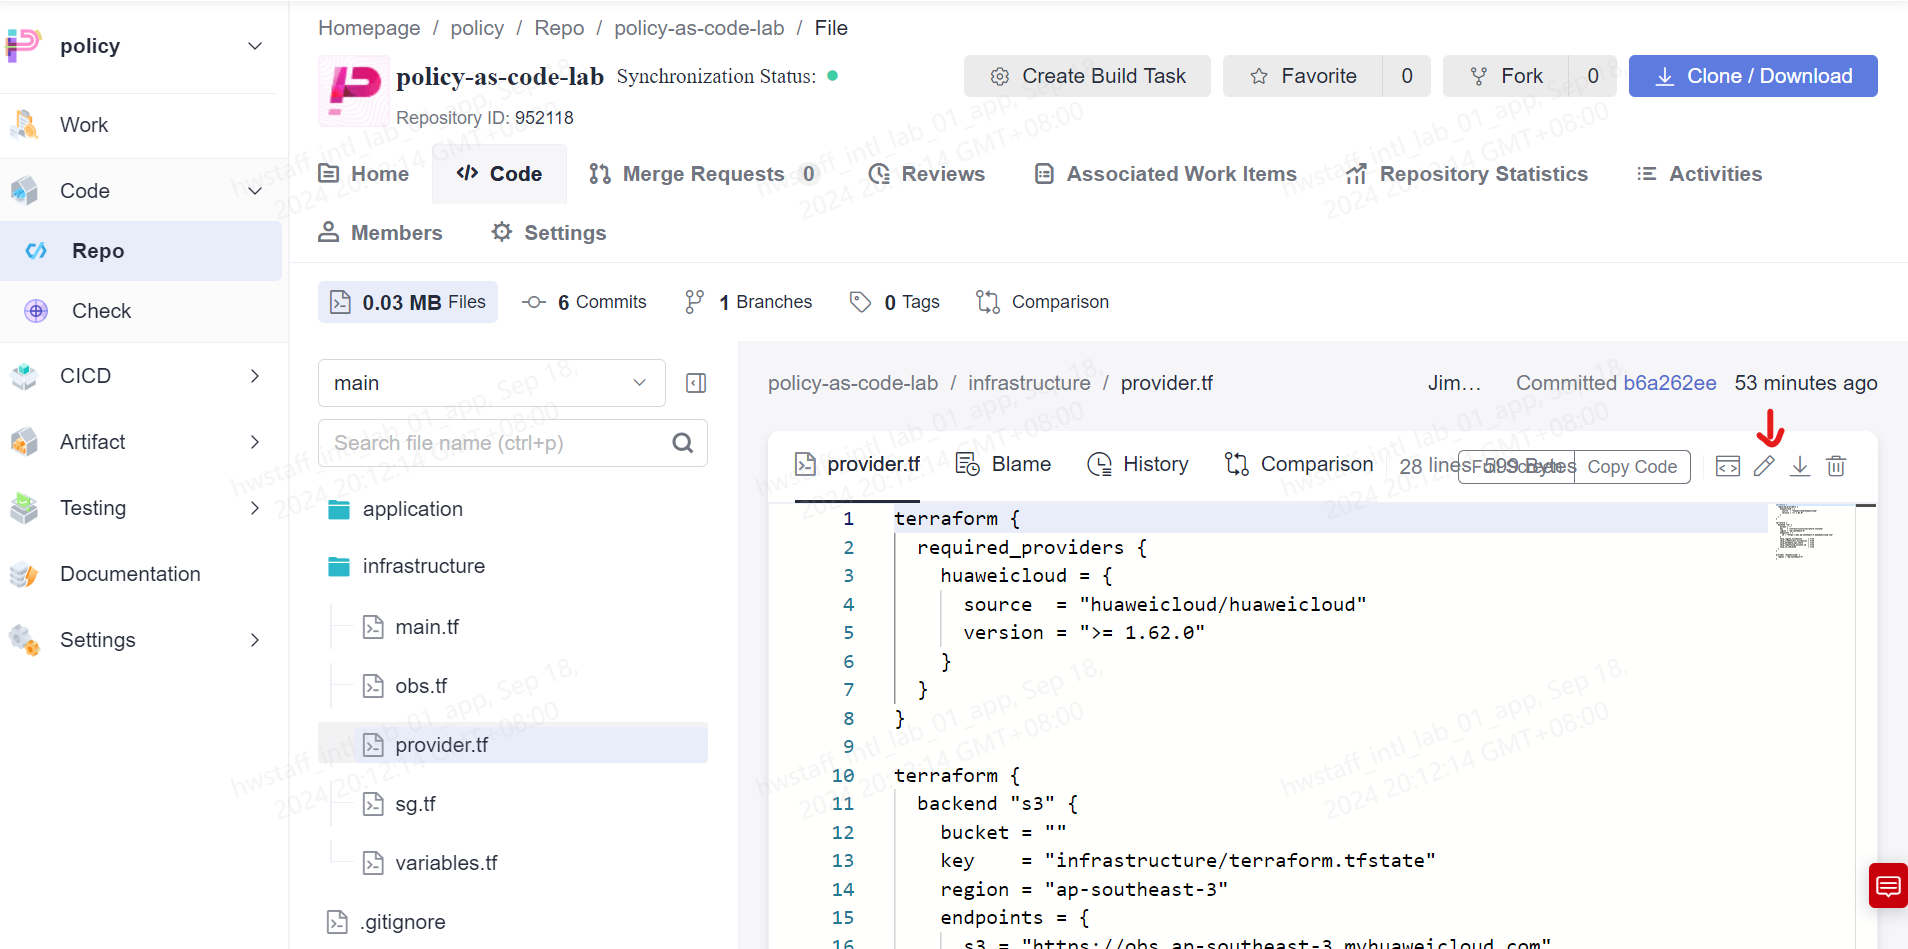 policy
Work
Code
Repo
Check
CICD
Artifact
Testing
Documentation
Settings
Homepage / policy / Repo / policy-as-code-lab / File
policy-as-code-lab Synchronization Status:
Repository ID: 952118
Create Build Task
Favorite 0
Fork 0
Clone / Download
Home
Code
Merge Requests 0
Reviews
Associated Work Items
Repository Statistics
Activities
Members
Settings
0.03 MB Files
6 Commits
1 Branches
0 Tags
Comparison
main
Search file name (ctrl+p)
application
infrastructure
main.tf
obs.tf
provider.tf
sg.tf
variables.tf
.gitignore
policy-as-code-lab / infrastructure / provider.tf
Jim... Committed b6a262ee 53 minutes ago
provider.tf
Blame
History
Comparison
28 lines 599 Bytes
Full Screen
Copy Code
1 terraform {
2 required_providers {
3 huaweicloud = {
4 source = "huaweicloud/huaweicloud"
5 version = ">= 1.62.0"
6 }
7 }
8 }
9
10 terraform {
11 backend "s3" {
12 bucket = ""
13 key = "infrastructure/terraform.tfstate"
14 region = "ap-southeast-3"
15 endpoints = {
16 s3 = "https://obs.ap-southeast-3.myhuaweicloud.com"
hwstaff_intl_lab_01_app, Sep 18,
2024 20:12:14 GMT+08:00